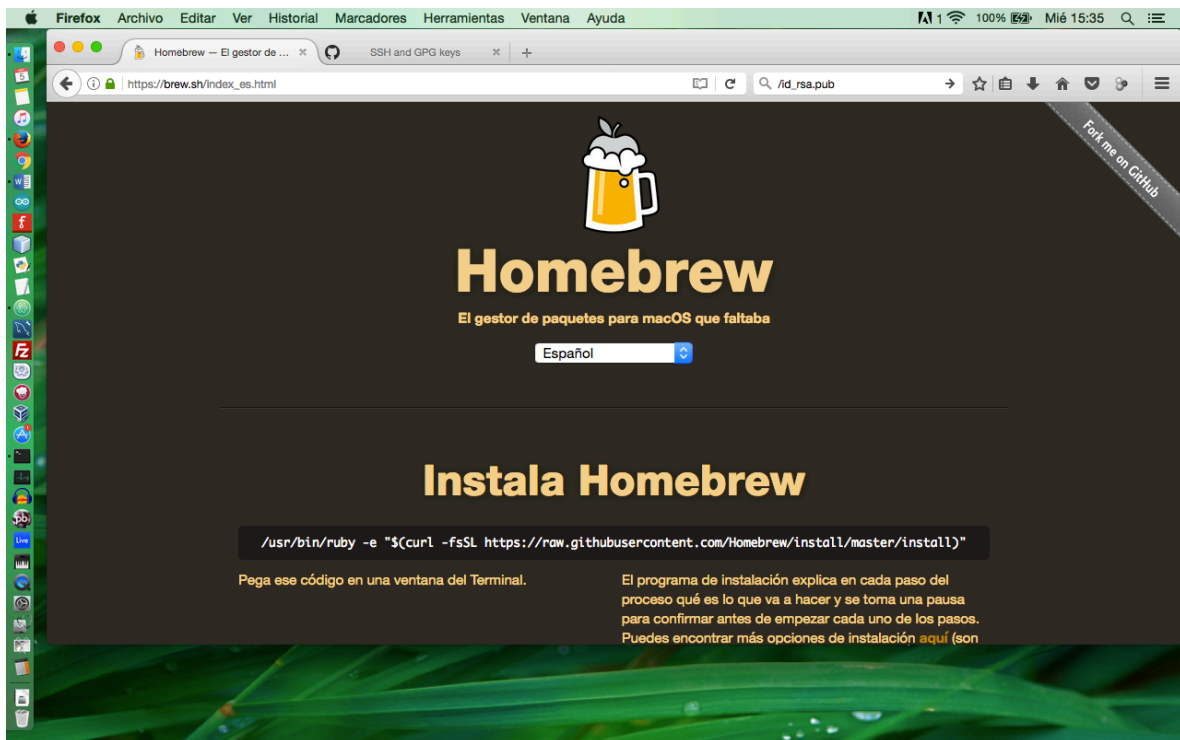 Firefox Archivo Editar Ver Historial Marcadores Herramientas Ventana Ayuda 1 100% Mié 15:35
Homebrew — El gestor de ... SSH and GPG keys
https://brew.sh/index_es.html /id_rsa.pub
Fork me on GitHub
Homebrew
El gestor de paquetes para macOS que faltaba
Español
Instala Homebrew
/usr/bin/ruby -e "$(curl -fsSL https://raw.githubusercontent.com/Homebrew/install/master/install)"
Pega ese código en una ventana del Terminal.
El programa de instalación explica en cada paso del
proceso qué es lo que va a hacer y se toma una pausa
para confirmar antes de empezar cada uno de los pasos.
Puedes encontrar más opciones de instalación aquí (son
5
W
f
Fz
pb
Live